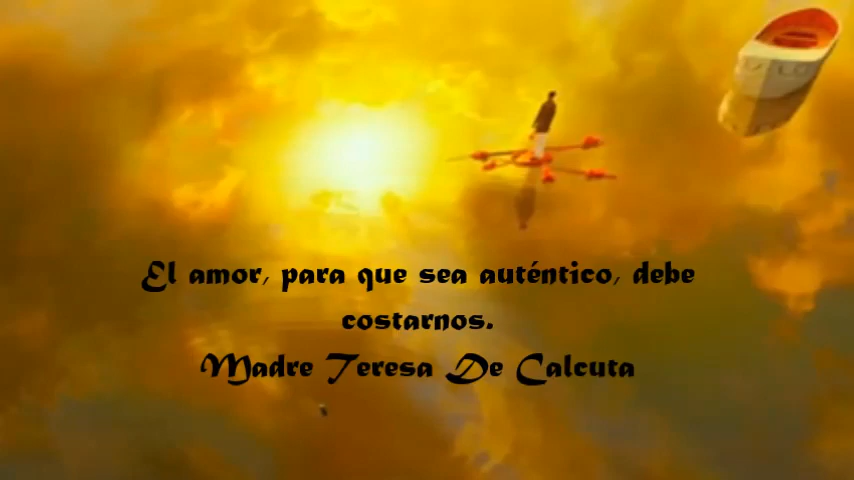 El amor, para que sea auténtico, debe
costarnos.
Madre Teresa De Calcuta